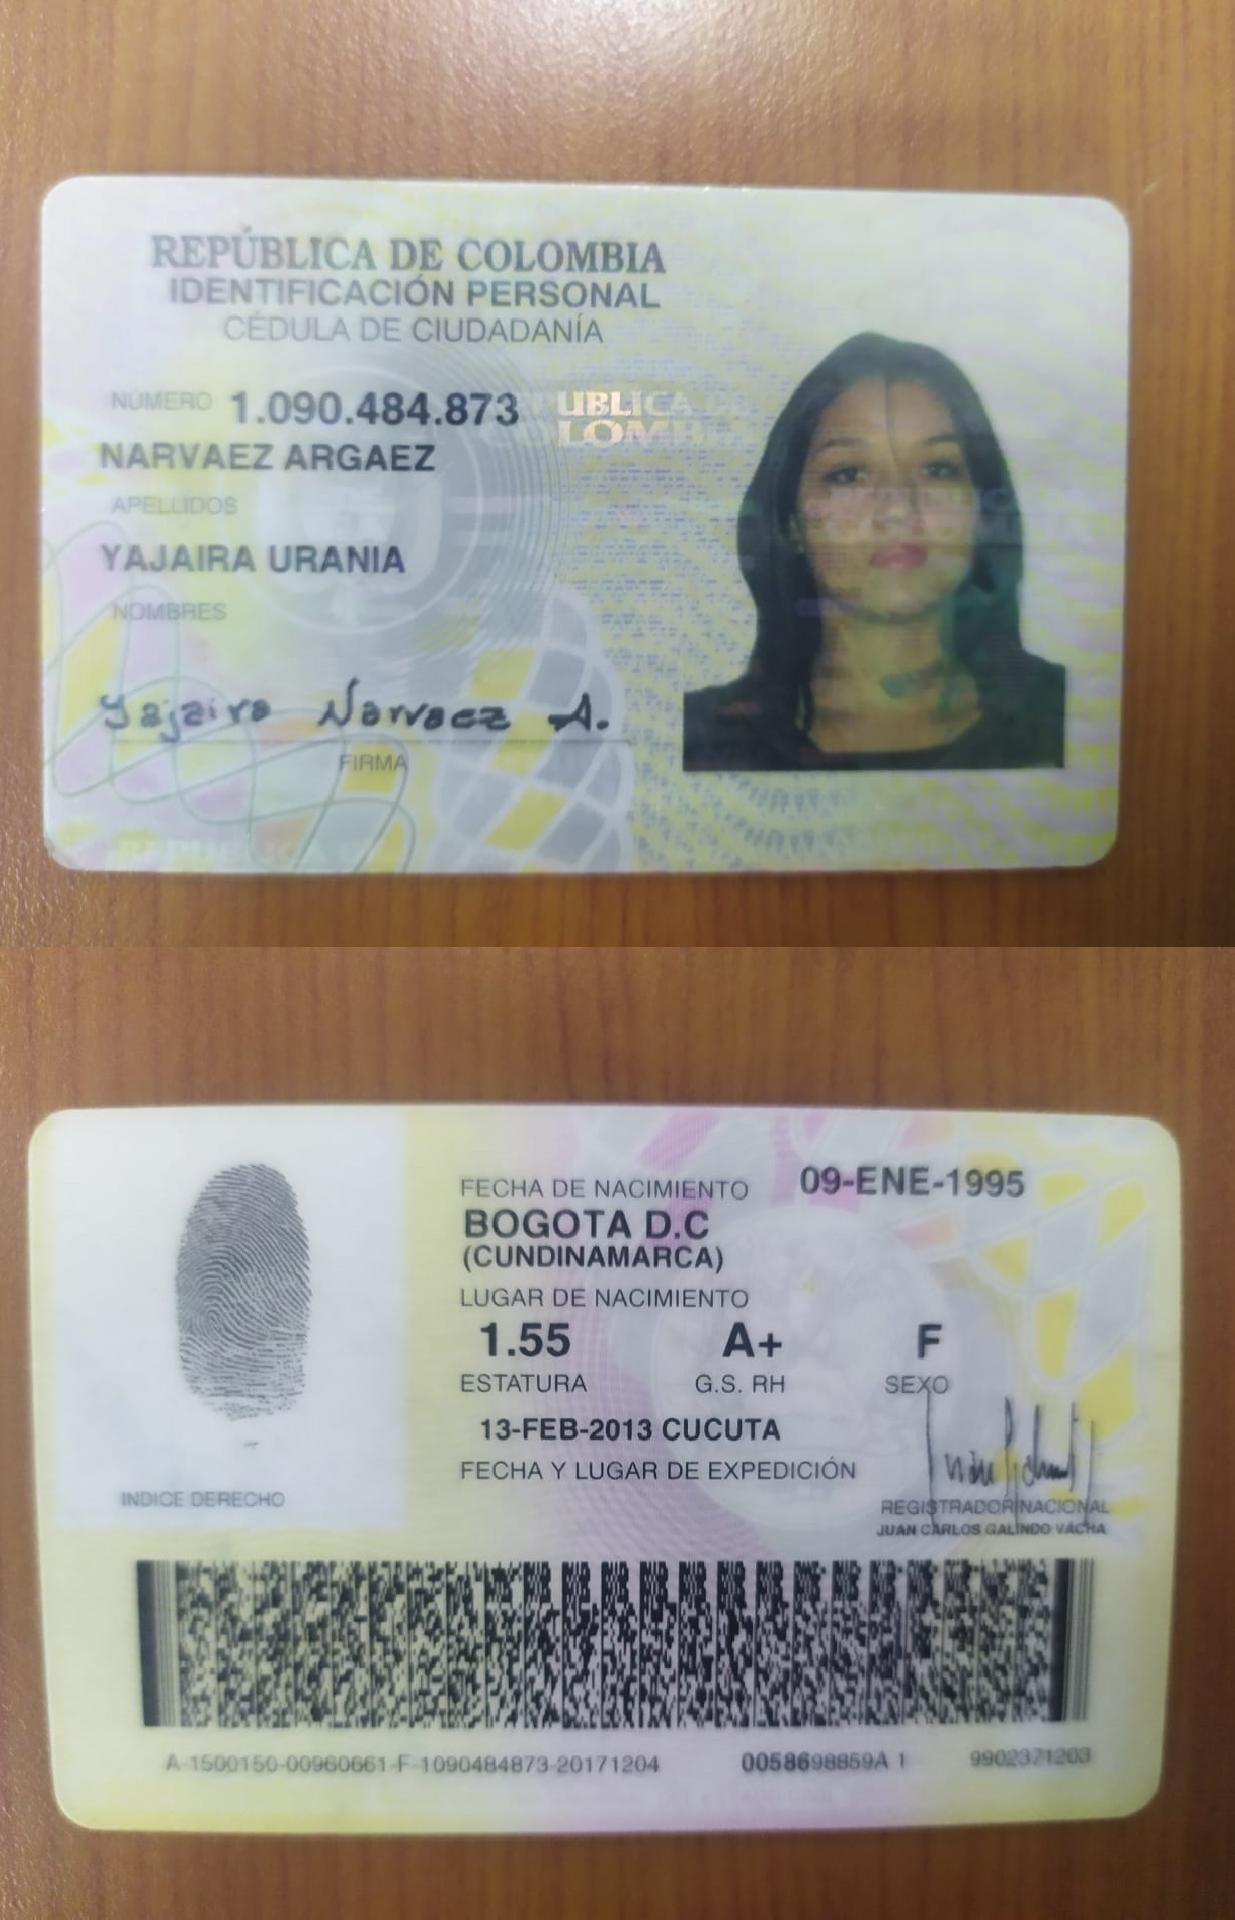 REPÚBLICA DE COLOMBIA
IDENTIFICACIÓN PERSONAL
CÉDULA DE CIUDADANÍA
NÚMERO 1.090.484.873
NARVAEZ ARGAEZ
APELLIDOS
YAJAIRA URANIA
NOMBRES
Yajaira Narvaez A.
FIRMA
FECHA DE NACIMIENTO 09-ENE-1995
BOGOTA D.C
(CUNDINAMARCA)
LUGAR DE NACIMIENTO
1.55 A+ F
ESTATURA G.S. RH SEXO
13-FEB-2013 CUCUTA
FECHA Y LUGAR DE EXPEDICIÓN
INDICE DERECHO
REGISTRADOR NACIONAL
JUAN CARLOS GALINDO VACHA
A-1500150-00960661-F-1090484873-20171204 0058698859A 1 9902371203